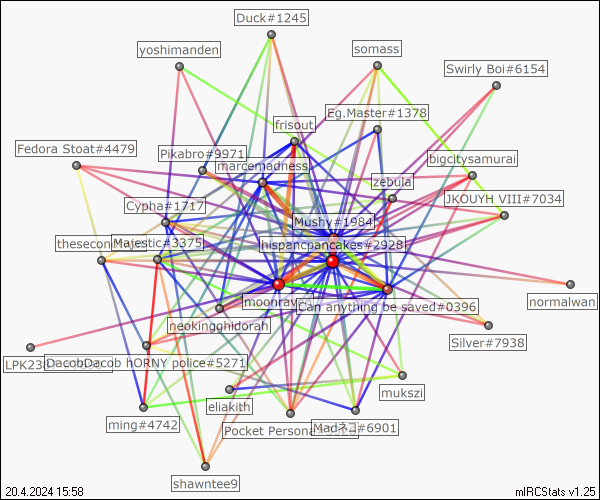 Duck#1245
yoshimanden
somass
Swirly Boi#6154
Eg.Master#1378
frisout
Fedora Stoat#4479
Pikabro#9971
bigcitysamurai
marcemadness
zebula
JKOUYH_VIII#7034
Cypha#1717
Mushy#1984
thesecon
Majestic#3375
hispancpancakes#2928
moonray
Can anything be saved#0396
normalwan
neokingghidorah
Silver#7938
LPK238
DacobDacob hORNY police#5271
mukszi
eliakith
ming#4742
Pocket Persona
Madネコ#6901
shawntee9
20.4.2024 15:58
mIRCStats v1.25